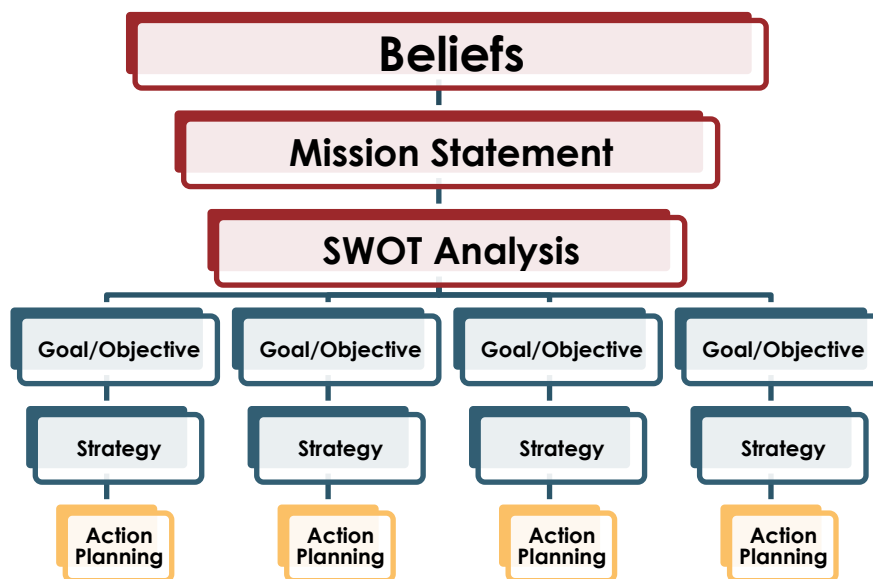 Beliefs
Mission Statement
SWOT Analysis
Goal/Objective
Goal/Objective
Goal/Objective
Goal/Objective
Strategy
Strategy
Strategy
Strategy
Action
Planning
Action
Planning
Action
Planning
Action
Planning